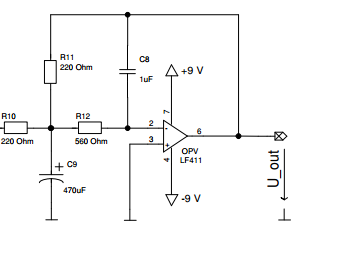 R11
220 Ohm
C8
1uF
+9 V
7
R10
220 Ohm
R12
560 Ohm
2
-
3
+
6
4
OPV
LF411
+ C9
470uF
-9 V
U_out